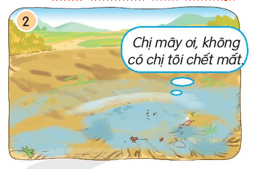 2
Chị mây ơi, không
có chị tôi chết mất.